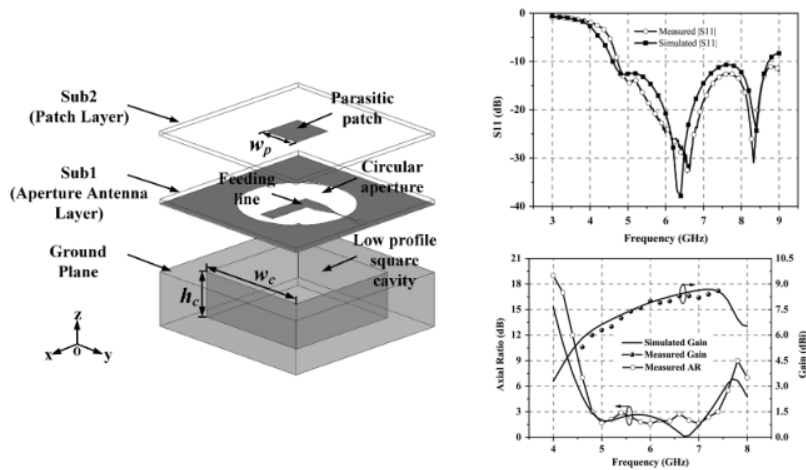 Sub2
(Patch Layer)
Parasitic
patch
w_p
Sub1
(Aperture Antenna
Layer)
Feeding
line
Circular
aperture
Ground
Plane
Low profile
square
cavity
w_c
h_c
z
x
o
y
0
-10
-20
-30
-40
S11 (dB)
Measured |S11|
Simulated |S11|
3 4 5 6 7 8 9
Frequency (GHz)
21
18
15
12
9
6
3
0
Axial Ratio (dB)
10.5
9.0
7.5
6.0
4.5
3.0
1.5
0.0
Gain (dBi)
Simulated Gain
Measured Gain
Measured AR
4 5 6 7 8
Frequency (GHz)